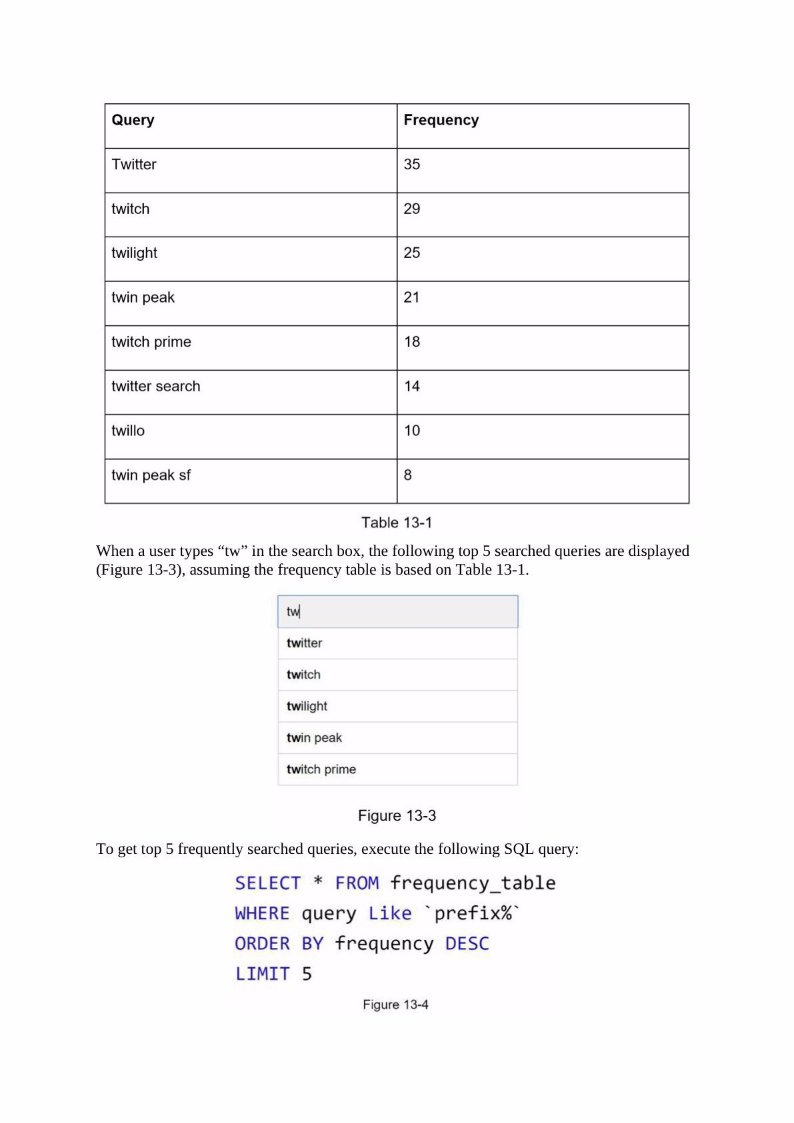 Query Frequency
Twitter 35
twitch 29
twilight 25
twin peak 21
twitch prime 18
twitter search 14
twillo 10
twin peak sf 8
Table 13-1
When a user types “tw” in the search box, the following top 5 searched queries are displayed
(Figure 13-3), assuming the frequency table is based on Table 13-1.
tw
twitter
twitch
twilight
twin peak
twitch prime
Figure 13-3
To get top 5 frequently searched queries, execute the following SQL query:
SELECT * FROM frequency_table
WHERE query Like `prefix%`
ORDER BY frequency DESC
LIMIT 5
Figure 13-4